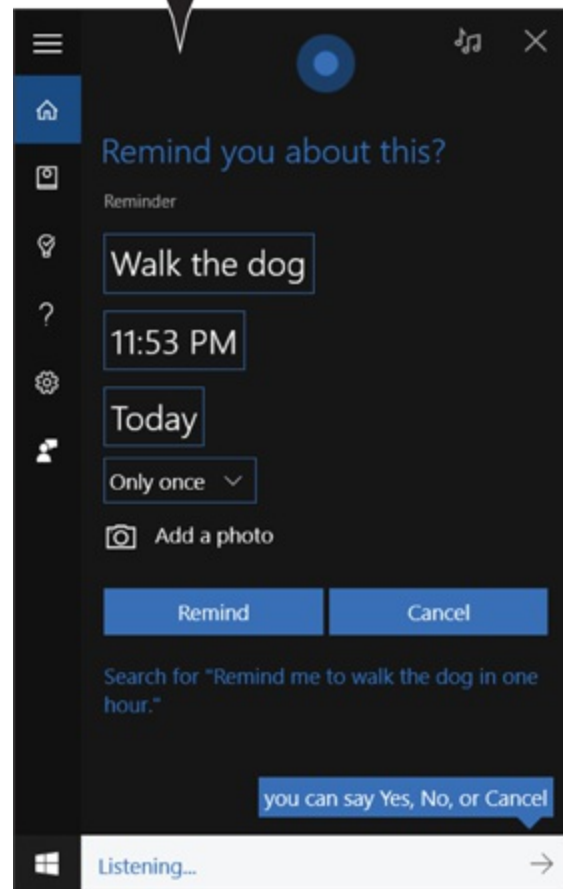 Remind you about this?
Reminder
Walk the dog
11:53 PM
Today
Only once
Add a photo
Remind
Cancel
Search for "Remind me to walk the dog in one
hour."
you can say Yes, No, or Cancel
Listening...